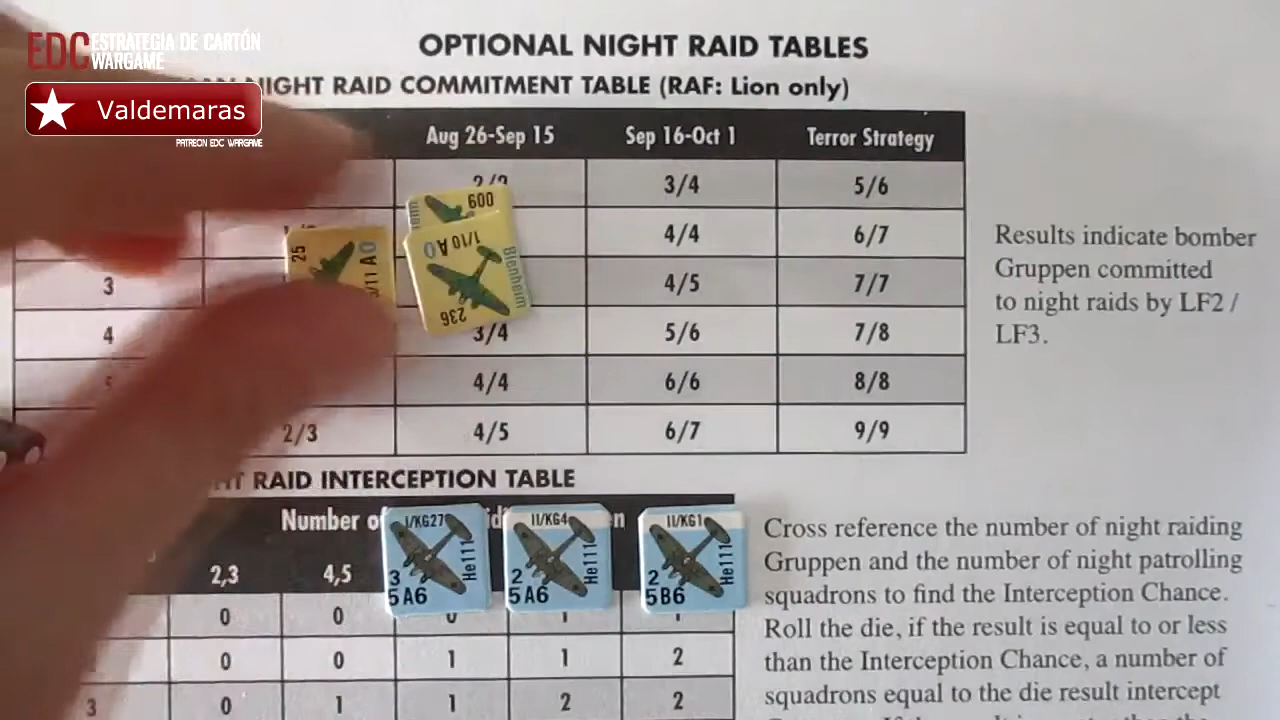 EDC ESTRATEGIA DE CARTÓN
WARGAME
Valdemaras
PATREON EDC WARGAME
OPTIONAL NIGHT RAID TABLES
NIGHT RAID COMMITMENT TABLE (RAF: Lion only)
Aug 26-Sep 15 Sep 16-Oct 1 Terror Strategy
3/4 5/6
4/4 6/7
3 4/5 7/7
4 3/4 5/6 7/8
4/4 6/6 8/8
2/3 4/5 6/7 9/9
Results indicate bomber
Gruppen committed
to night raids by LF2 /
LF3.
600
1/10 A0
Blenheim
236
25
A0
RAID INTERCEPTION TABLE
Number
2,3 4,5
I/KG27
He111
3
5A6
II/KG4
He111
2
5A6
II/KG1
He111
2
5B6
0 0
0 0 1 1 2
3 0 1 1 2 2
Cross reference the number of night raiding
Gruppen and the number of night patrolling
squadrons to find the Interception Chance.
Roll the die, if the result is equal to or less
than the Interception Chance, a number of
squadrons equal to the die result intercept